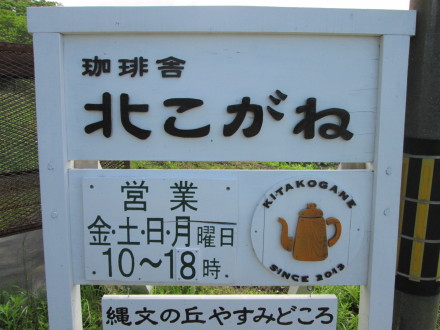 珈琲舎
北こがね
営業
金・土・日・月曜日
10～18時
KITAKOGANE
SINCE 2012
縄文の丘やすみどころ